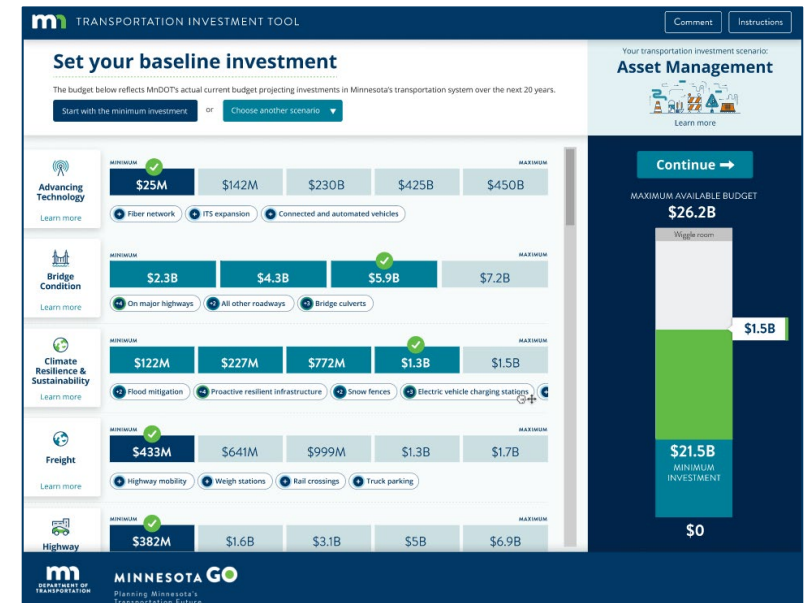 TRANSPORTATION INVESTMENT TOOL
Comment
Instructions
Set your baseline investment
The budget below reflects MnDOT's actual current budget projecting investments in Minnesota's transportation system over the next 20 years.
Start with the minimum investment
or
Choose another scenario
Your transportation investment scenario:
Asset Management
Learn more
Advancing
Technology
Learn more
MINIMUM
MAXIMUM
$25M
$142M
$230B
$425B
$450B
Fiber network
ITS expansion
Connected and automated vehicles
Bridge
Condition
Learn more
MINIMUM
MAXIMUM
$2.3B
$4.3B
$5.9B
$7.2B
+4 On major highways
+2 All other roadways
+3 Bridge culverts
Climate
Resilience &
Sustainability
Learn more
MINIMUM
MAXIMUM
$122M
$227M
$772M
$1.3B
$1.5B
+2 Flood mitigation
+4 Proactive resilient infrastructure
+2 Snow fences
+3 Electric vehicle charging stations
Freight
Learn more
MINIMUM
MAXIMUM
$433M
$641M
$999M
$1.3B
$1.7B
Highway mobility
Weigh stations
Rail crossings
Truck parking
Highway
MINIMUM
MAXIMUM
$382M
$1.6B
$3.1B
$5B
$6.9B
Continue →
MAXIMUM AVAILABLE BUDGET
$26.2B
Wiggle room
$1.5B
$21.5B
MINIMUM
INVESTMENT
$0
DEPARTMENT OF
TRANSPORTATION
MINNESOTA GO
Planning Minnesota's
Transportation Future